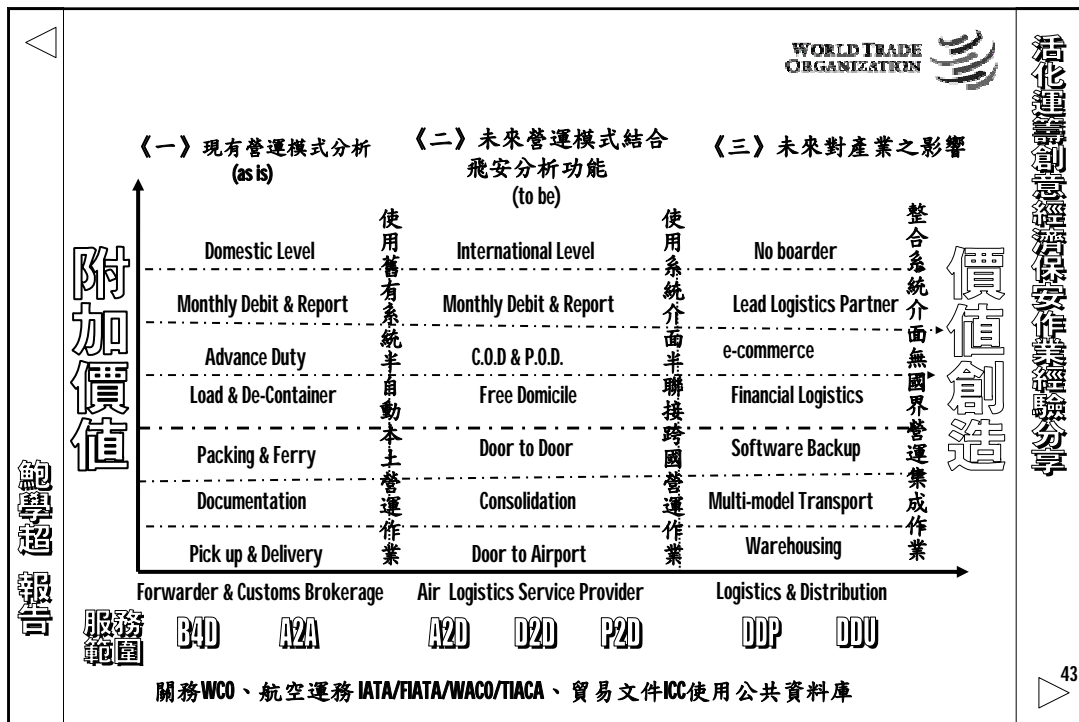 WORLD TRADE
ORGANIZATION
《一》現有營運模式分析
(as is)
《二》未來營運模式結合
飛安分析功能
(to be)
《三》未來對產業之影響
附加價值
Domestic Level
Monthly Debit & Report
Advance Duty
Load & De-Container
Packing & Ferry
Documentation
Pick up & Delivery
使用舊有系統半自動本土營運作業
International Level
Monthly Debit & Report
C.O.D & P.O.D.
Free Domicile
Door to Door
Consolidation
Door to Airport
使用系統介面半聯接跨國營運作業
No boarder
Lead Logistics Partner
e-commerce
Financial Logistics
Software Backup
Multi-model Transport
Warehousing
整合系統介面無國界營運集成作業
價值創造
Forwarder & Customs Brokerage
Air Logistics Service Provider
Logistics & Distribution
服務
範圍
B4D A2A A2D D2D P2D DDP DDU
關務WCO、航空運務 IATA/FIATA/WACO/TIACA、貿易文件ICC使用公共資料庫
鮑學超 報告
活化運籌創意經濟保安作業經驗分享
43